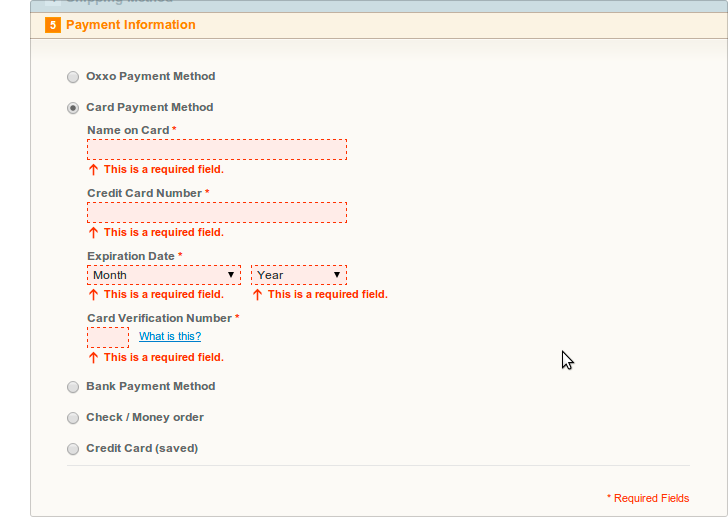 5 Payment Information
Oxxo Payment Method
Card Payment Method
Name on Card *
This is a required field.
Credit Card Number *
This is a required field.
Expiration Date *
Month Year
This is a required field. This is a required field.
Card Verification Number *
What is this?
This is a required field.
Bank Payment Method
Check / Money order
Credit Card (saved)
* Required Fields